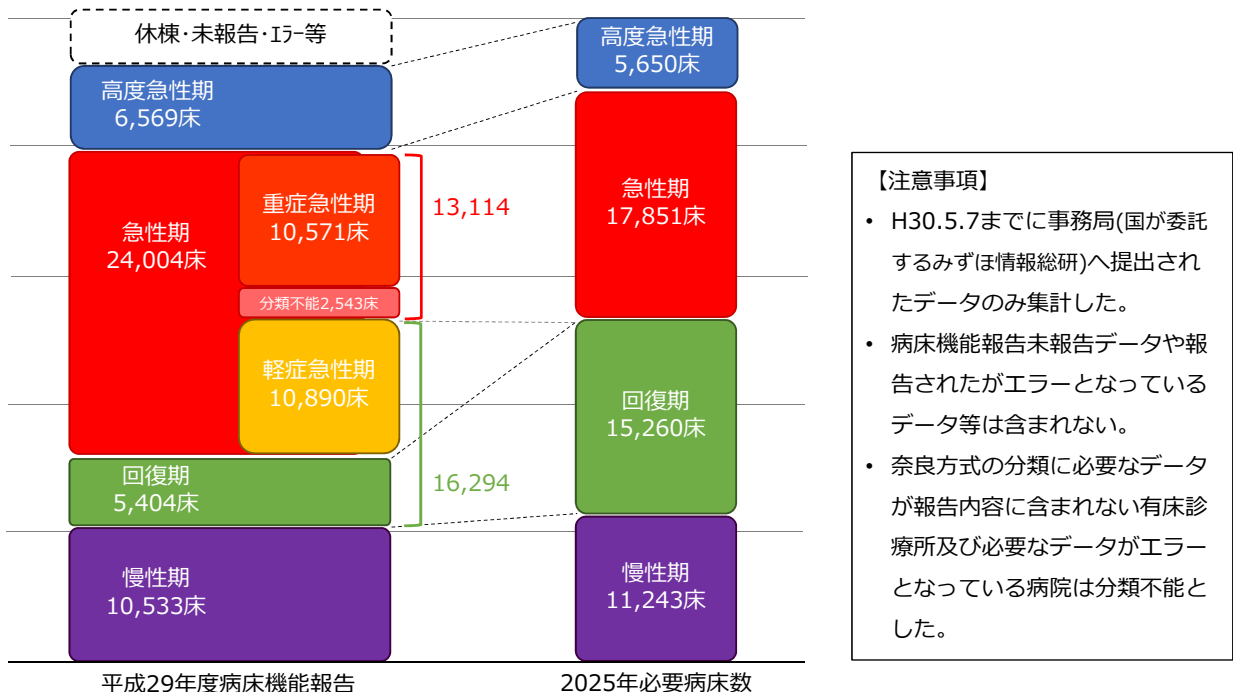 休棟･未報告･ｴﾗｰ等
高度急性期
6,569床
急性期
24,004床
重症急性期
10,571床
分類不能2,543床
軽症急性期
10,890床
13,114
16,294
回復期
5,404床
慢性期
10,533床
平成29年度病床機能報告
高度急性期
5,650床
急性期
17,851床
回復期
15,260床
慢性期
11,243床
2025年必要病床数
【注意事項】
• H30.5.7までに事務局(国が委託
するみずほ情報総研)へ提出され
たデータのみ集計した。
• 病床機能報告未報告データや報
告されたがエラーとなっている
データ等は含まれない。
• 奈良方式の分類に必要なデータ
が報告内容に含まれない有床診
療所及び必要なデータがエラー
となっている病院は分類不能と
した。